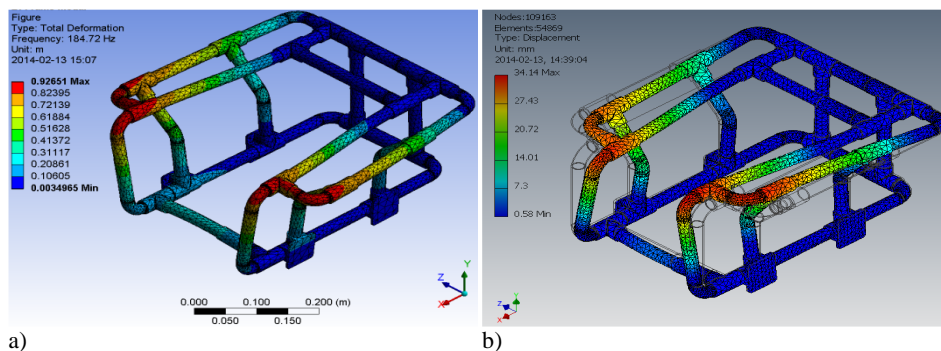 Figure
Type: Total Deformation
Frequency: 184.72 Hz
Unit: m
2014-02-13 15:07
0.92651 Max
0.82395
0.72139
0.61884
0.51628
0.41372
0.31117
0.20861
0.10605
0.0034965 Min
Y
Z
X
0.000
0.100
0.200 (m)
0.050
0.150
a)
Nodes:109163
Elements:54869
Type: Displacement
Unit: mm
2014-02-13, 14:39:04
34.14 Max
27.43
20.72
14.01
7.3
0.58 Min
Y
Z
X
b)